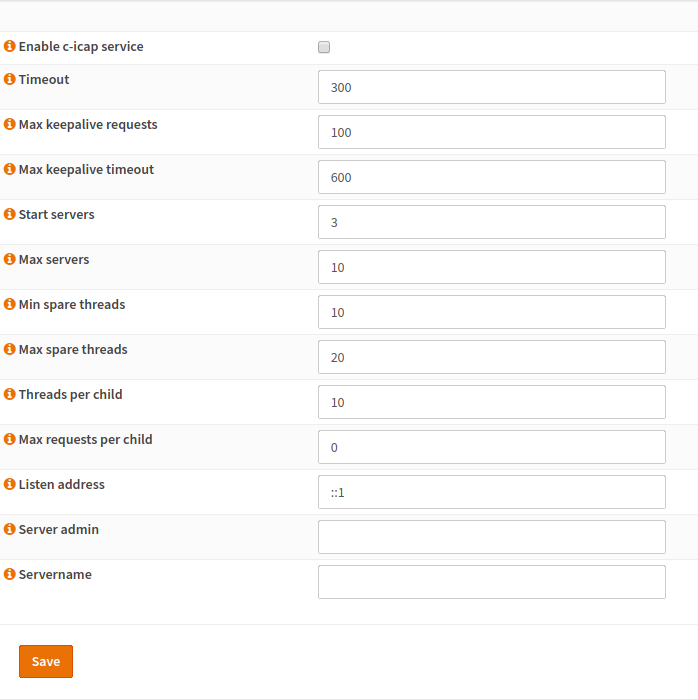 Enable c-icap service
Timeout 300
Max keepalive requests 100
Max keepalive timeout 600
Start servers 3
Max servers 10
Min spare threads 10
Max spare threads 20
Threads per child 10
Max requests per child 0
Listen address ::1
Server admin
Servername
Save